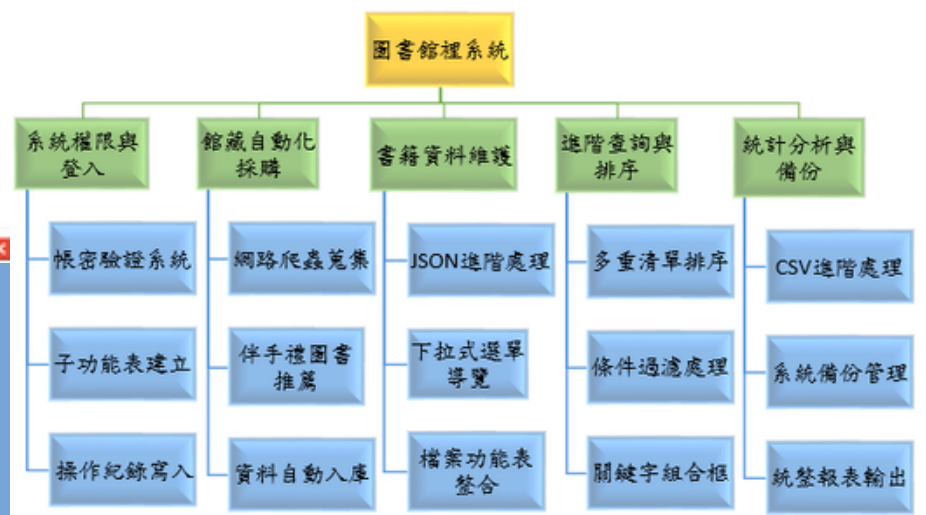 圖書館裡系統
系統權限與
登入
館藏自動化
採購
書籍資料維護
進階查詢與
排序
統計分析與
備份
帳密驗證系統
網路爬蟲蒐集
JSON進階處理
多重清單排序
CSV進階處理
子功能表建立
伴手禮圖書
推薦
下拉式選單
導覽
條件過濾處理
系統備份管理
操作紀錄寫入
資料自動入庫
檔案功能表
整合
關鍵字組合框
統整報表輸出